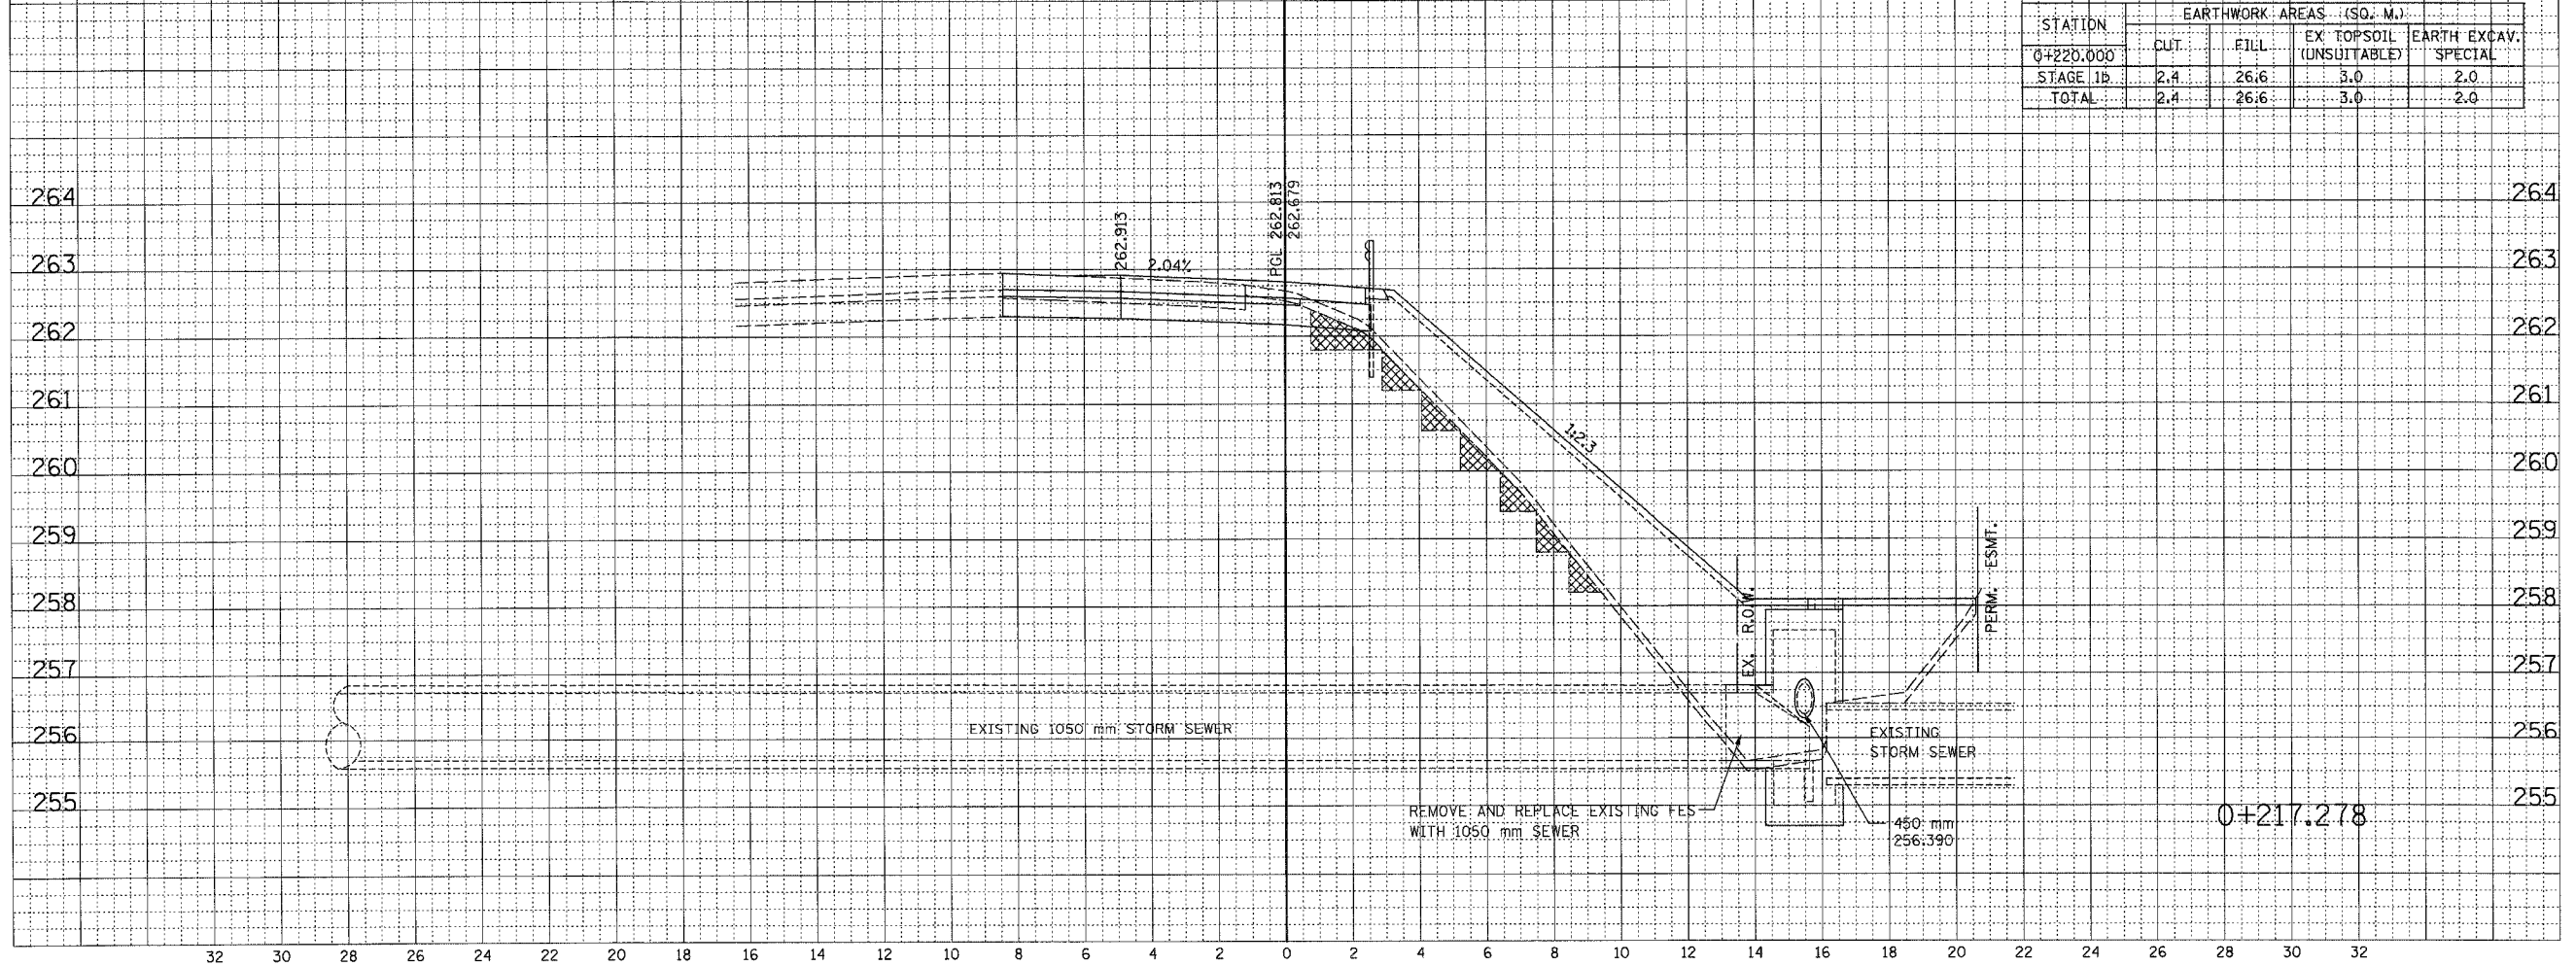 STATION
EARTHWORK AREAS (SQ. M.)
0+220.000
CUT
FILL
EX TOPSOIL
(UNSUITABLE)
EARTH EXCAV.
SPECIAL
STAGE 1b 2.4 26.6 3.0 2.0
TOTAL 2.4 26.6 3.0 2.0
264 264
263 263
262 262
261 261
260 260
259 259
258 258
257 257
256 256
255 255
262.913
2.04%
PGL 262.813
262.679
1:2.3
EX. R.O.W.
PERM. ESMT.
EXISTING 1050 mm STORM SEWER
EXISTING
STORM SEWER
REMOVE AND REPLACE EXISTING FES
WITH 1050 mm SEWER
450 mm
256.390
0+217.278
32 30 28 26 24 22 20 18 16 14 12 10 8 6 4 2 0 2 4 6 8 10 12 14 16 18 20 22 24 26 28 30 32